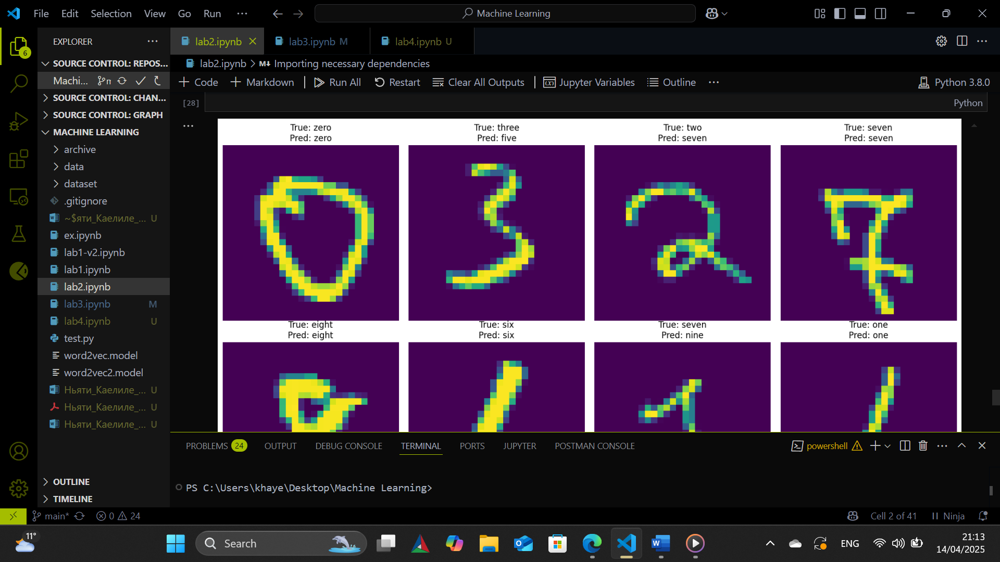 File Edit Selection View Go Run ···
Machine Learning
EXPLORER ···
lab2.ipynb
lab3.ipynb M
lab4.ipynb U
6
SOURCE CONTROL: REPOS...
Machi...
SOURCE CONTROL: CHAN...
SOURCE CONTROL: GRAPH
MACHINE LEARNING
archive
data
dataset
.gitignore
~$яти_Каелиле_... U
ex.ipynb
lab1-v2.ipynb
lab1.ipynb
lab2.ipynb
lab3.ipynb M
lab4.ipynb U
test.py
word2vec.model
word2vec2.model
Ньяти_Каелиле_... U
Ньяти_Каелиле_... U
Ньяти_Каелиле_... U
OUTLINE
TIMELINE
lab2.ipynb > M↓ Importing necessary dependencies
+ Code + Markdown | Run All Restart Clear All Outputs | Jupyter Variables Outline ··· Python 3.8.0
[28] Python
True: zero
Pred: zero
True: three
Pred: five
True: two
Pred: seven
True: seven
Pred: seven
0
3
2
True: eight
Pred: eight
True: six
Pred: six
True: seven
Pred: nine
True: one
Pred: one
PROBLEMS 24 OUTPUT DEBUG CONSOLE TERMINAL PORTS JUPYTER POSTMAN CONSOLE
powershell
PS C:\Users\khaye\Desktop\Machine Learning>
main* 0 24
Cell 2 of 41 Ninja
11°
Search
ENG
21:13
14/04/2025